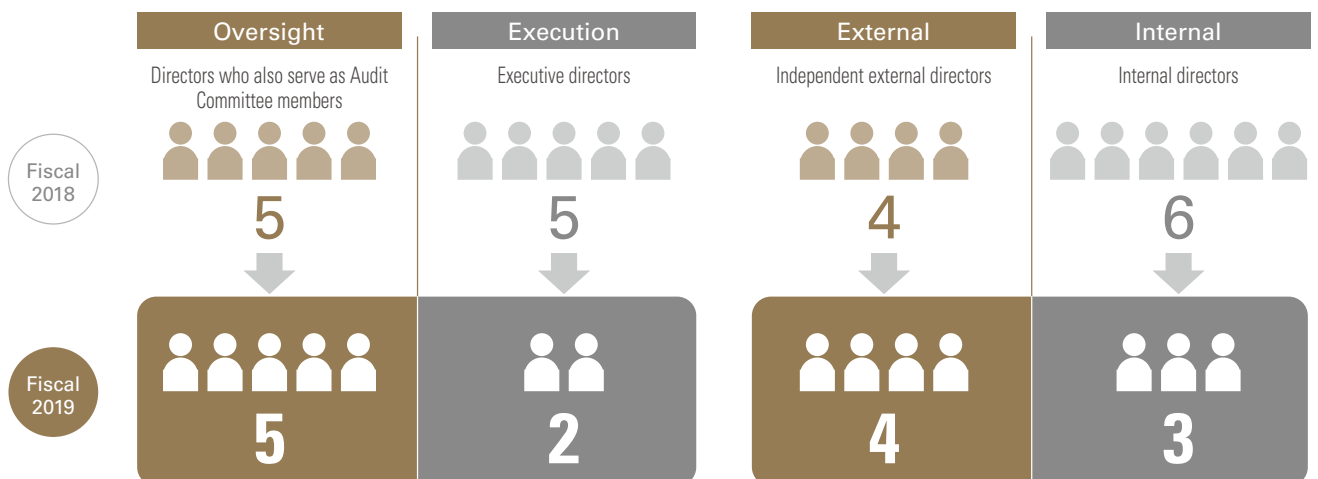 Oversight
Execution
External
Internal
Directors who also serve as Audit
Committee members
Executive directors
Independent external directors
Internal directors
Fiscal
2018
5
5
4
6
Fiscal
2019
5
2
4
3